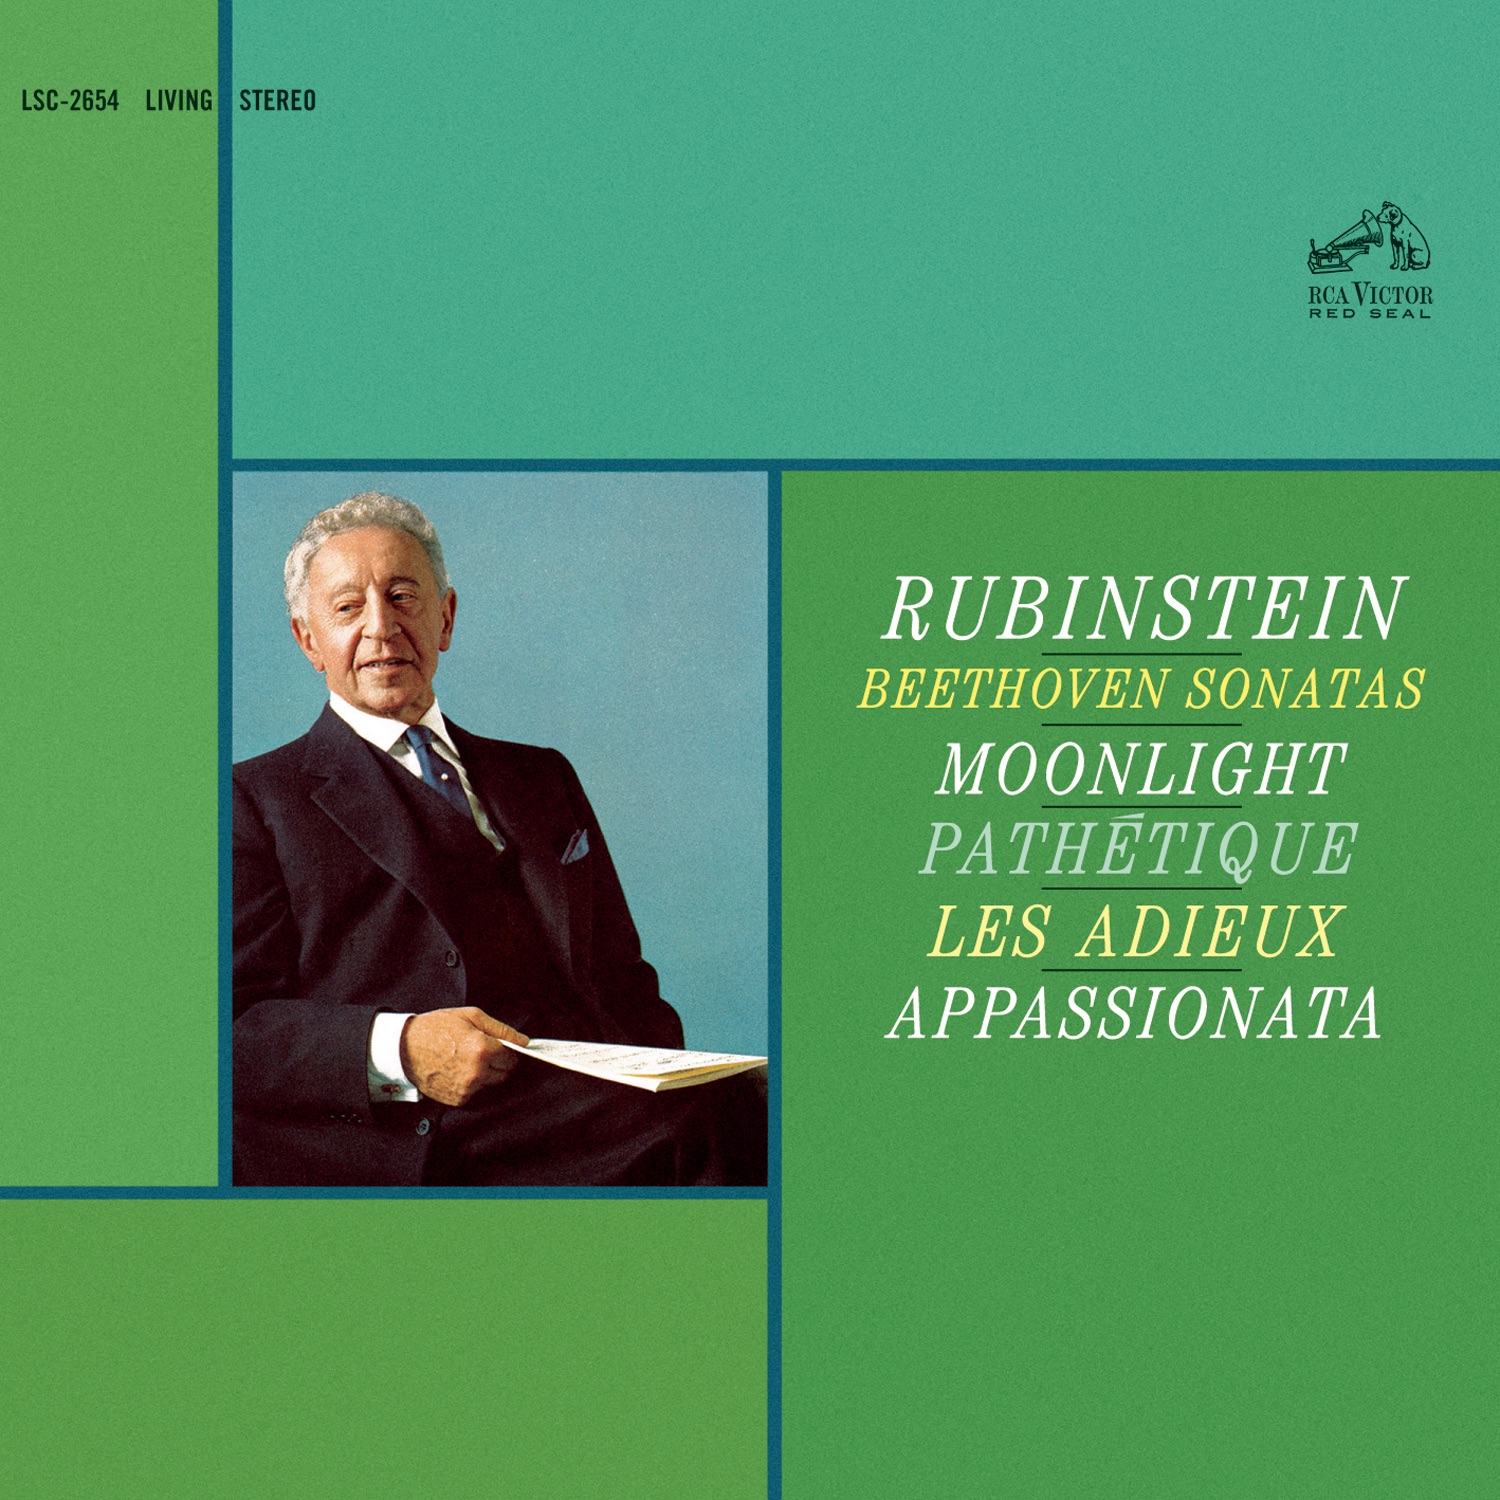 LSC-2654 LIVING STEREO
RCA VICTOR
RED SEAL
RUBINSTEIN
BEETHOVEN SONATAS
MOONLIGHT
PATHÉTIQUE
LES ADIEUX
APPASSIONATA